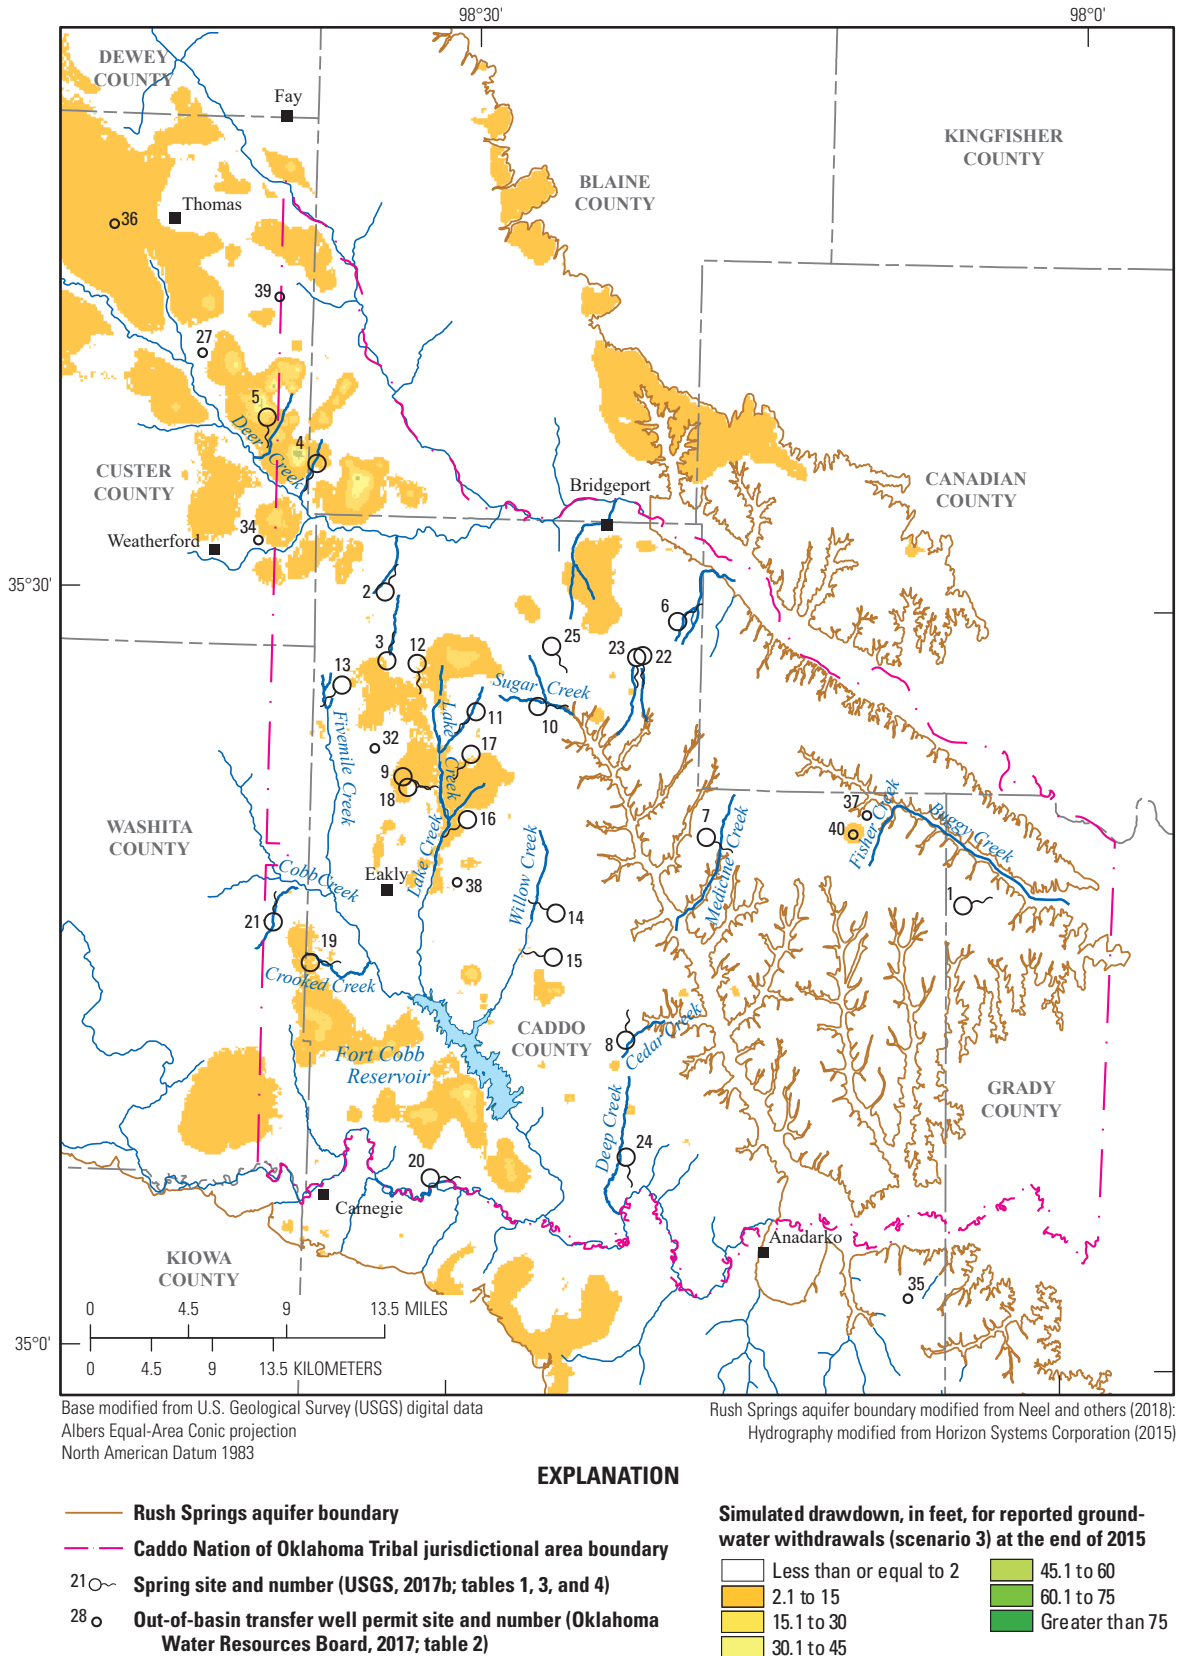 98°30'
98°0'
DEWEY
COUNTY
Fay
KINGFISHER
COUNTY
BLAINE
COUNTY
Thomas
36
39
27
5
Deer Creek
4
CUSTER
COUNTY
CANADIAN
COUNTY
Bridgeport
34
Weatherford
35°30'
2
6
3
12
25
23
22
13
Sugar Creek
Lake Creek
11
10
Fivemile Creek
32
17
9
18
16
37
40
Fisher Creek
Buggy Creek
7
Medicine Creek
WASHITA
COUNTY
Lake Creek
Willow Creek
Cobb Creek
Eakly
38
1
14
21
19
15
Crooked Creek
CADDO
COUNTY
8
Cedar Creek
Fort Cobb
Reservoir
GRADY
COUNTY
Deep Creek
24
20
Carnegie
Anadarko
KIOWA
COUNTY
35
0
4.5
9
13.5 MILES
35°0'
0
4.5
9
13.5 KILOMETERS
Base modified from U.S. Geological Survey (USGS) digital data
Albers Equal-Area Conic projection
North American Datum 1983
Rush Springs aquifer boundary modified from Neel and others (2018):
Hydrography modified from Horizon Systems Corporation (2015)
EXPLANATION
Rush Springs aquifer boundary
Caddo Nation of Oklahoma Tribal jurisdictional area boundary
21 Spring site and number (USGS, 2017b; tables 1, 3, and 4)
28 Out-of-basin transfer well permit site and number (Oklahoma
Water Resources Board, 2017; table 2)
Simulated drawdown, in feet, for reported ground-
water withdrawals (scenario 3) at the end of 2015
Less than or equal to 2
2.1 to 15
15.1 to 30
30.1 to 45
45.1 to 60
60.1 to 75
Greater than 75